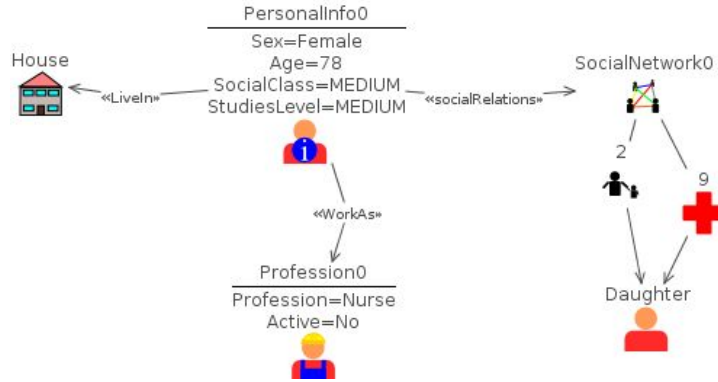 PersonalInfo0
Sex=Female
Age=78
SocialClass=MEDIUM
StudiesLevel=MEDIUM
i
House
«LiveIn»
«socialRelations»
SocialNetwork0
2
9
«WorkAs»
Profession0
Profession=Nurse
Active=No
Daughter